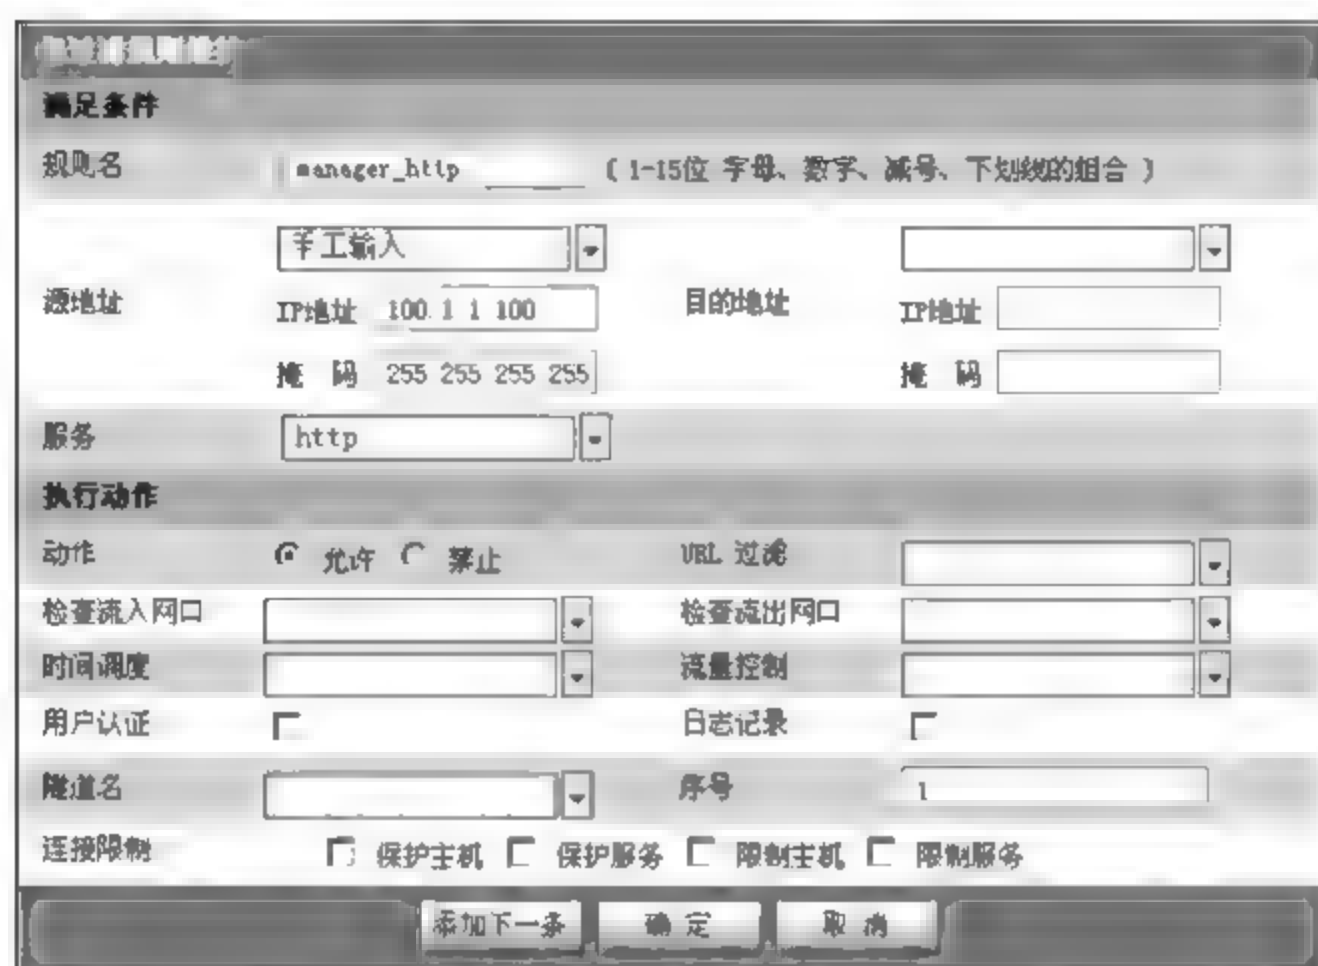 满足条件
规则名 manager_http (1-15位 字母、数字、减号、下划线的组合)
手工输入
源地址 IP地址 100 1 1 100 目的地址 IP地址
掩 码 255 255 255 255 掩 码
服务 http
执行动作
动作 允许 禁止 URL 过滤
检查流入网口 检查流出网口
时间调度 流量控制
用户认证 日志记录
隧道名 序号 1
连接限制 保护主机 保护服务 限制主机 限制服务
添加下一条 确 定 取 消